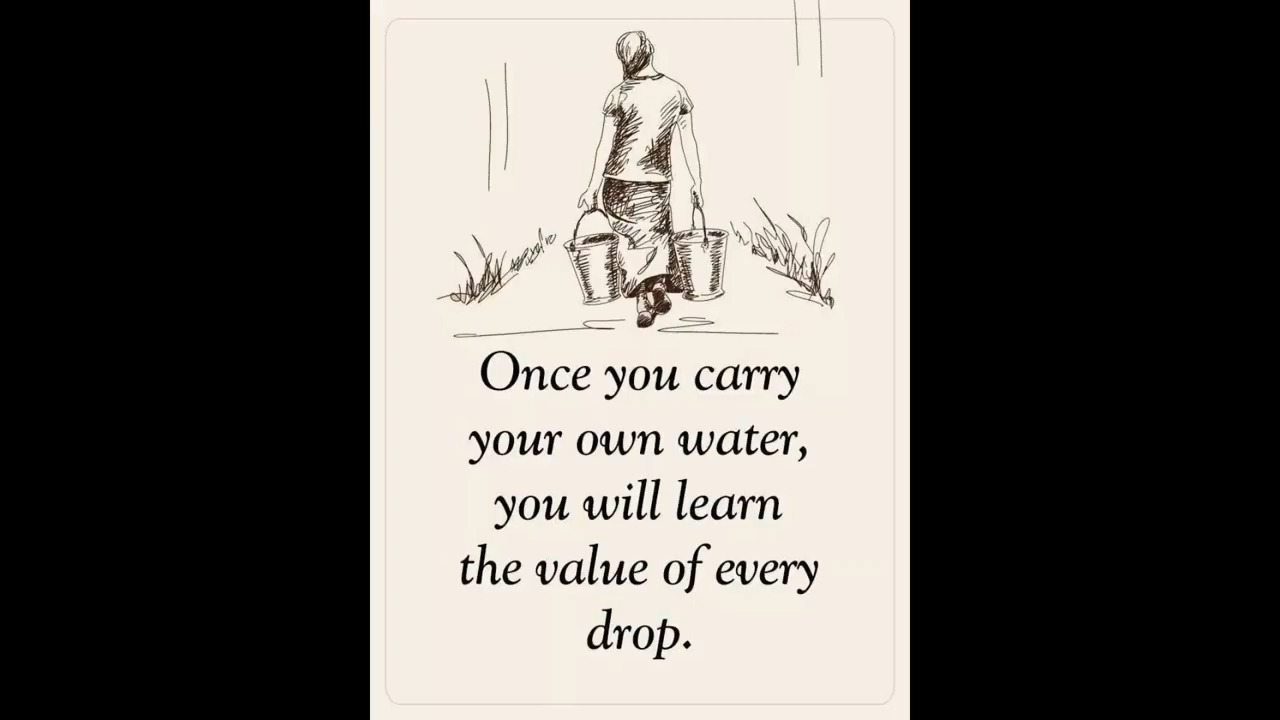 Once you carry
your own water,
you will learn
the value of every
drop.